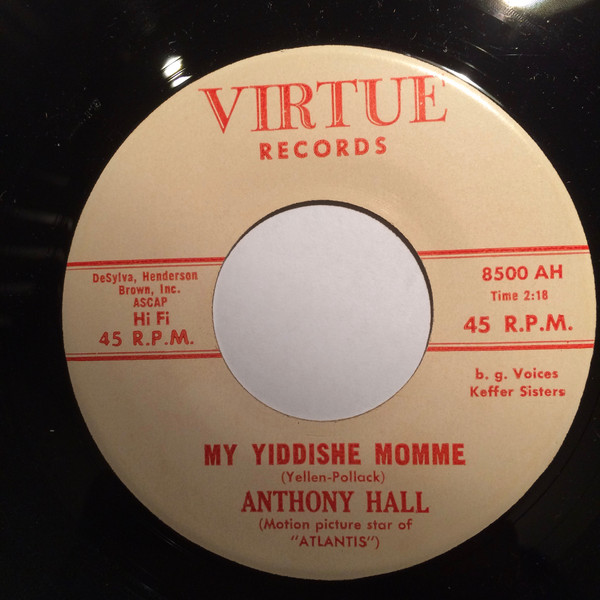 VIRTUE
RECORDS
DeSylva, Henderson
Brown, Inc.
ASCAP
Hi Fi
45 R.P.M.
8500 AH
Time 2:18
45 R.P.M.
b. g. Voices
Keffer Sisters
MY YIDDISHE MOMME
(Yellen-Pollack)
ANTHONY HALL
(Motion picture star of
"ATLANTIS")